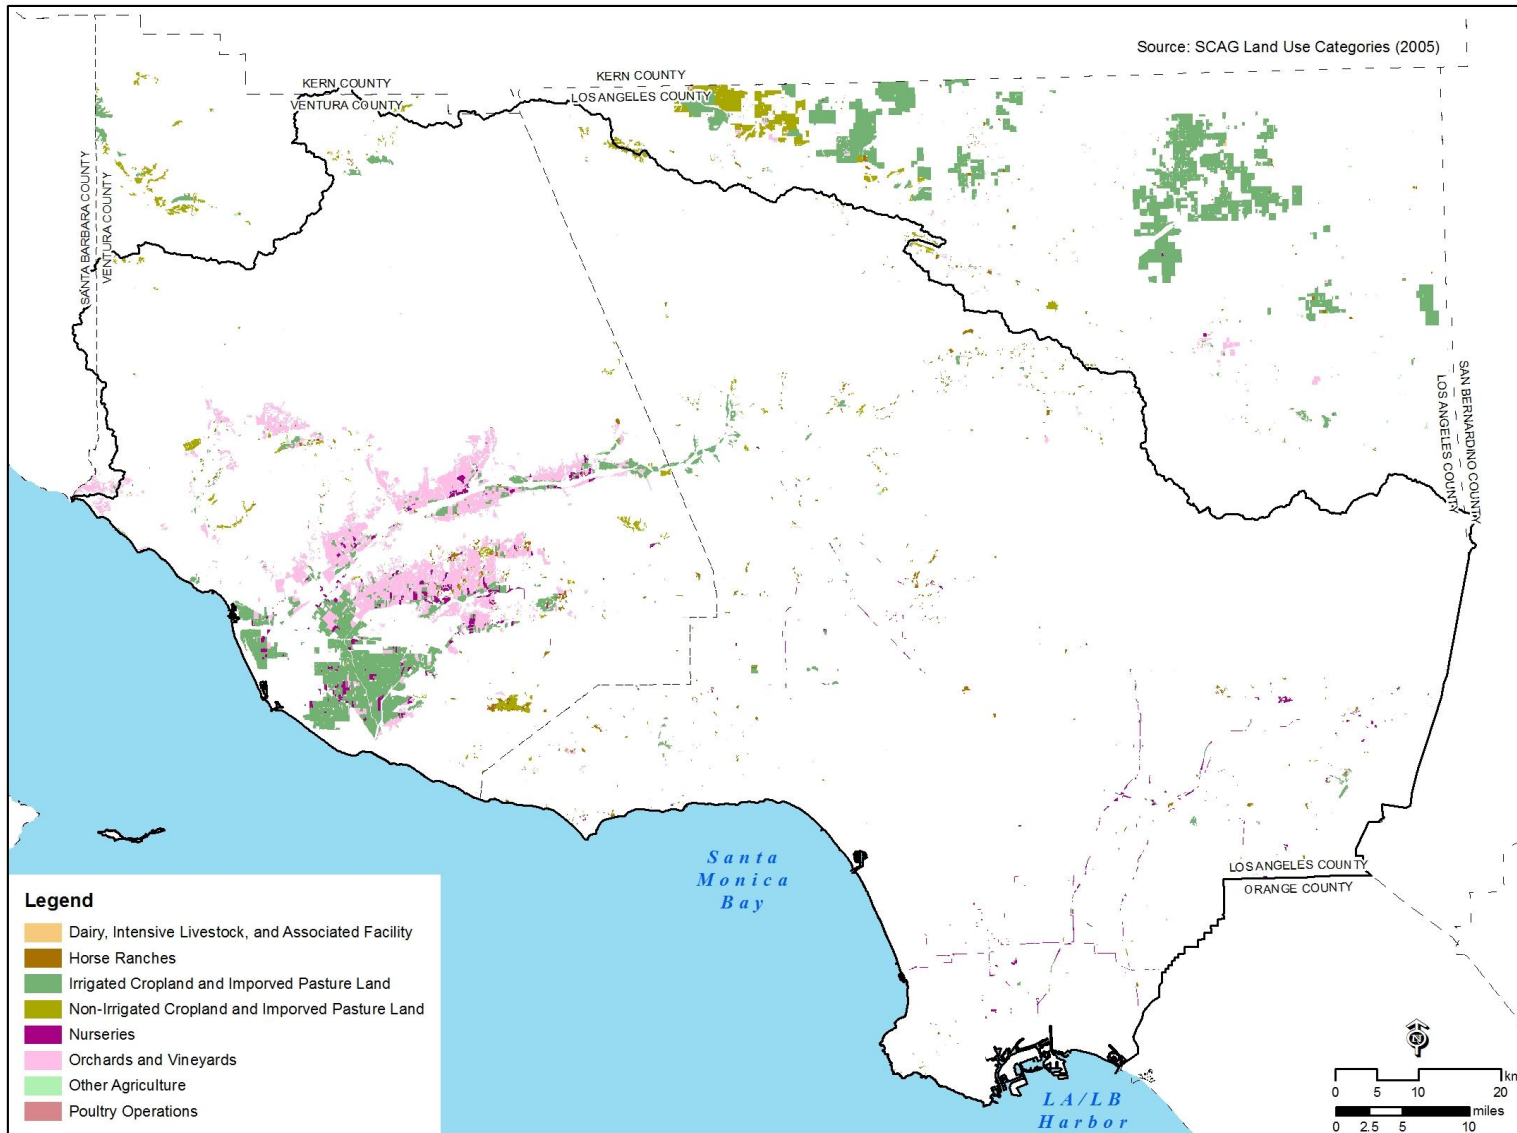 Source: SCAG Land Use Categories (2005)
KERN COUNTY
VENTURA COUNTY
KERN COUNTY
LOS ANGELES COUNTY
SANTA BARBARA COUNTY
VENTURA COUNTY
SAN BERNARDINO COUNTY
LOS ANGELES COUNTY
LOS ANGELES COUNTY
ORANGE COUNTY
Santa
Monica
Bay
LA/LB
Harbor
Legend
Dairy, Intensive Livestock, and Associated Facility
Horse Ranches
Irrigated Cropland and Imporved Pasture Land
Non-Irrigated Cropland and Imporved Pasture Land
Nurseries
Orchards and Vineyards
Other Agriculture
Poultry Operations
N
km
0 5 10 20
miles
0 2.5 5 10